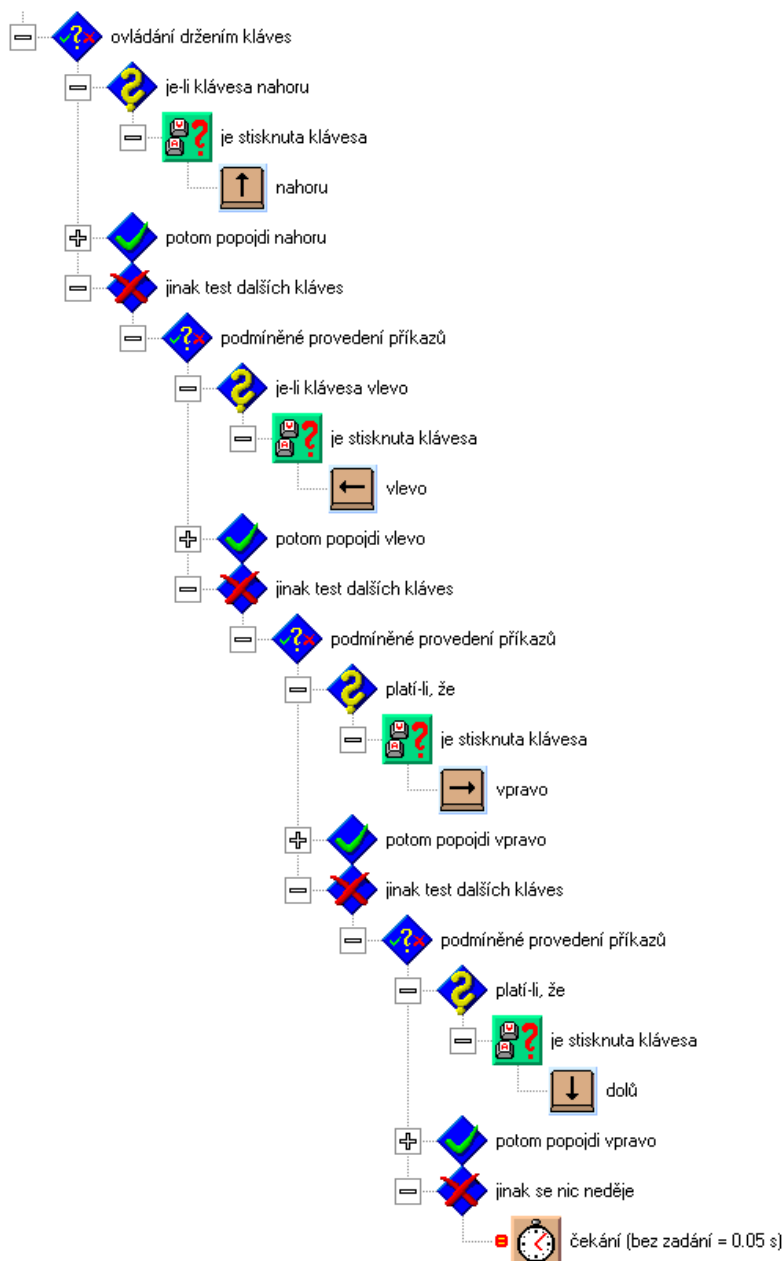 ovládání držením kláves
je-li klávesa nahoru
je stisknuta klávesa
nahoru
potom popojdi nahoru
jinak test dalších kláves
podmíněné provedení příkazů
je-li klávesa vlevo
je stisknuta klávesa
vlevo
potom popojdi vlevo
jinak test dalších kláves
podmíněné provedení příkazů
platí-li, že
je stisknuta klávesa
vpravo
potom popojdi vpravo
jinak test dalších kláves
podmíněné provedení příkazů
platí-li, že
je stisknuta klávesa
dolů
potom popojdi vpravo
jinak se nic neděje
čekání (bez zadání = 0.05 s)